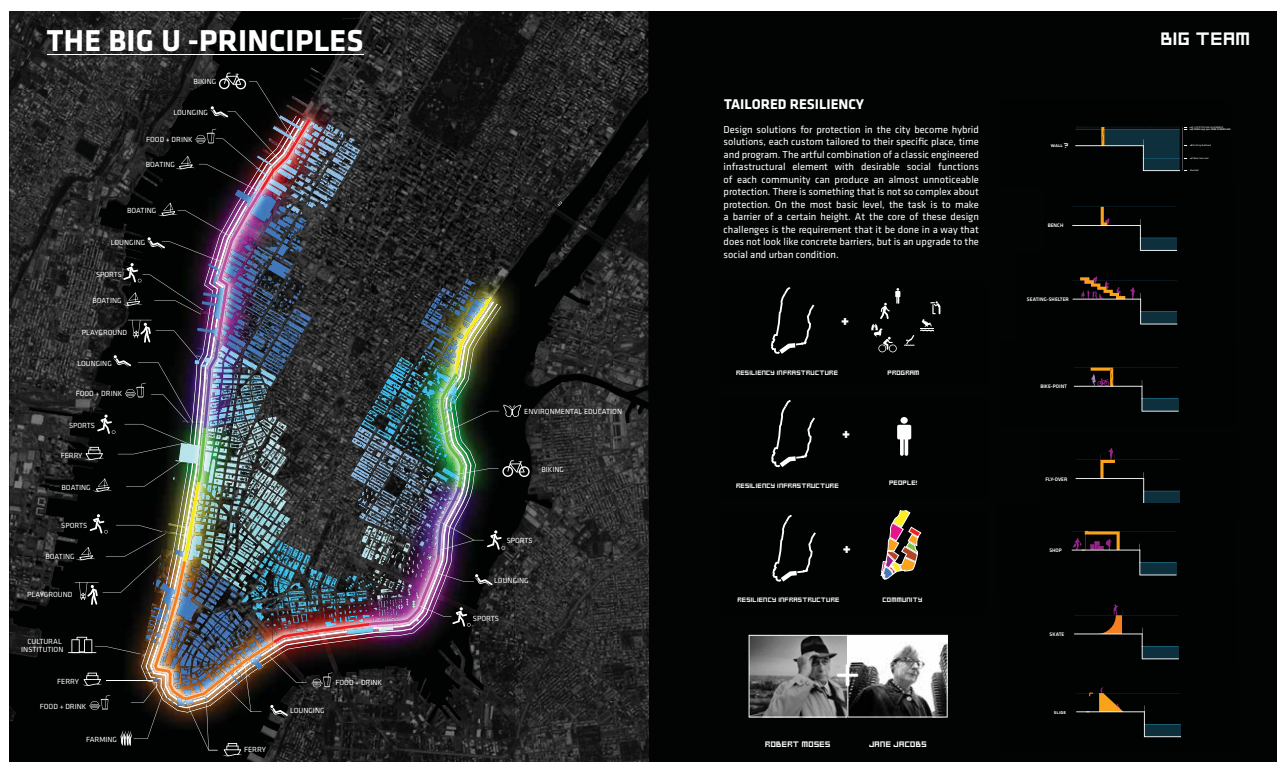 THE BIG U -PRINCIPLES
BIG TEAM
BIKING
LOUNGING
FOOD + DRINK
BOATING
BOATING
LOUNGING
SPORTS
BOATING
PLAYGROUND
LOUNGING
FOOD + DRINK
SPORTS
FERRY
BOATING
SPORTS
BOATING
PLAYGROUND
CULTURAL
INSTITUTION
FERRY
FOOD + DRINK
FARMING
ENVIRONMENTAL EDUCATION
BIKING
SPORTS
LOUNGING
SPORTS
FOOD + DRINK
LOUNGING
FERRY
TAILORED RESILIENCY
Design solutions for protection in the city become hybrid
solutions, each custom tailored to their specific place, time
and program. The artful combination of a classic engineered
infrastructural element with desirable social functions
of each community can produce an almost unnoticeable
protection. There is something that is not so complex about
protection. On the most basic level, the task is to make
a barrier of a certain height. At the core of these design
challenges is the requirement that it be done in a way that
does not look like concrete barriers, but is an upgrade to the
social and urban condition.
+
RESILIENCY INFRASTRUCTURE
PROGRAM
+
RESILIENCY INFRASTRUCTURE
PEOPLE!
+
RESILIENCY INFRASTRUCTURE
COMMUNITY
+
ROBERT MOSES
JANE JACOBS
WALL?
BENCH
SEATING-SHELTER
BIKE-POINT
FLY-OVER
SHOP
SKATE
SLIDE